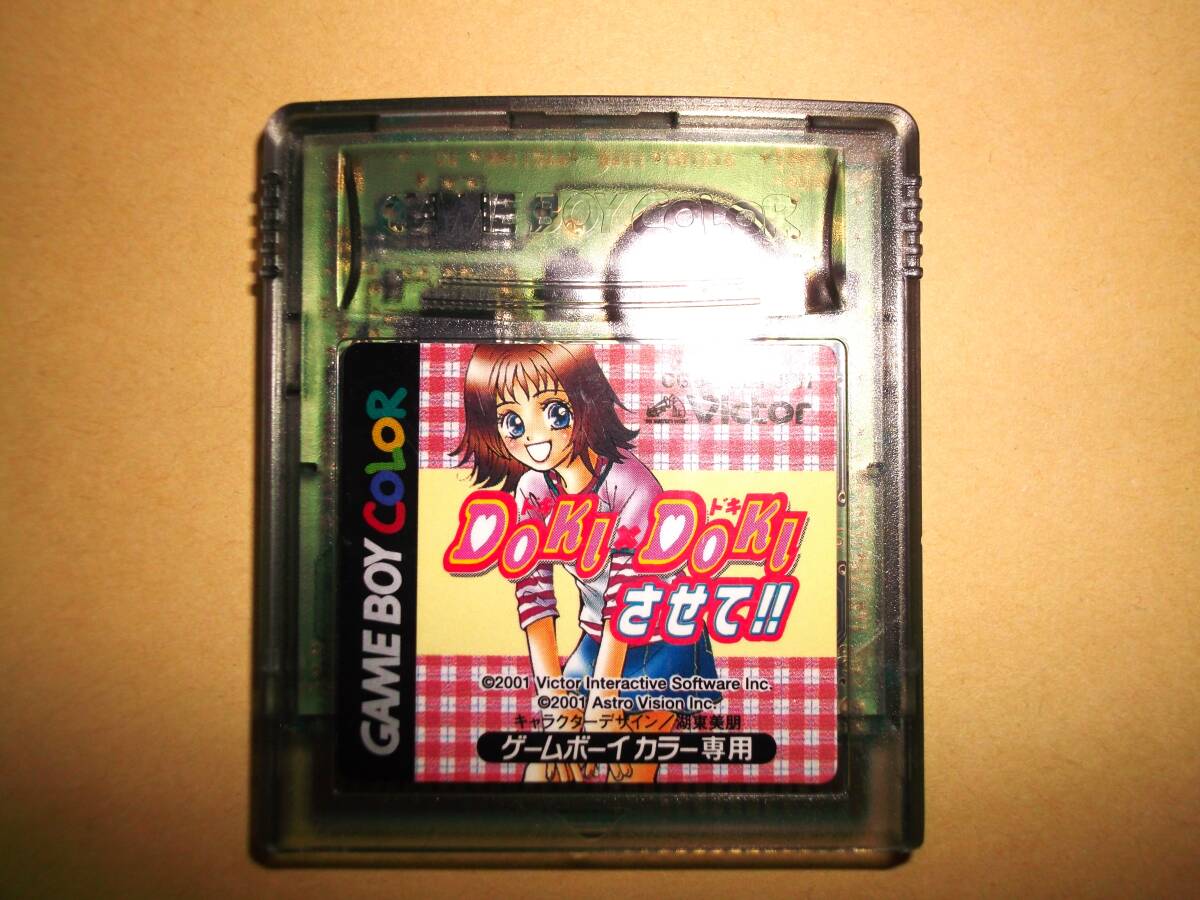 GAME BOY COLOR
GAME BOY COLOR
Victor
ドキ ドキ
DOKI×DOKI
させて!!
©2001 Victor Interactive Software Inc.
©2001 Astro Vision Inc.
キャラクターデザイン/湖東美朋
ゲームボーイ カラー専用